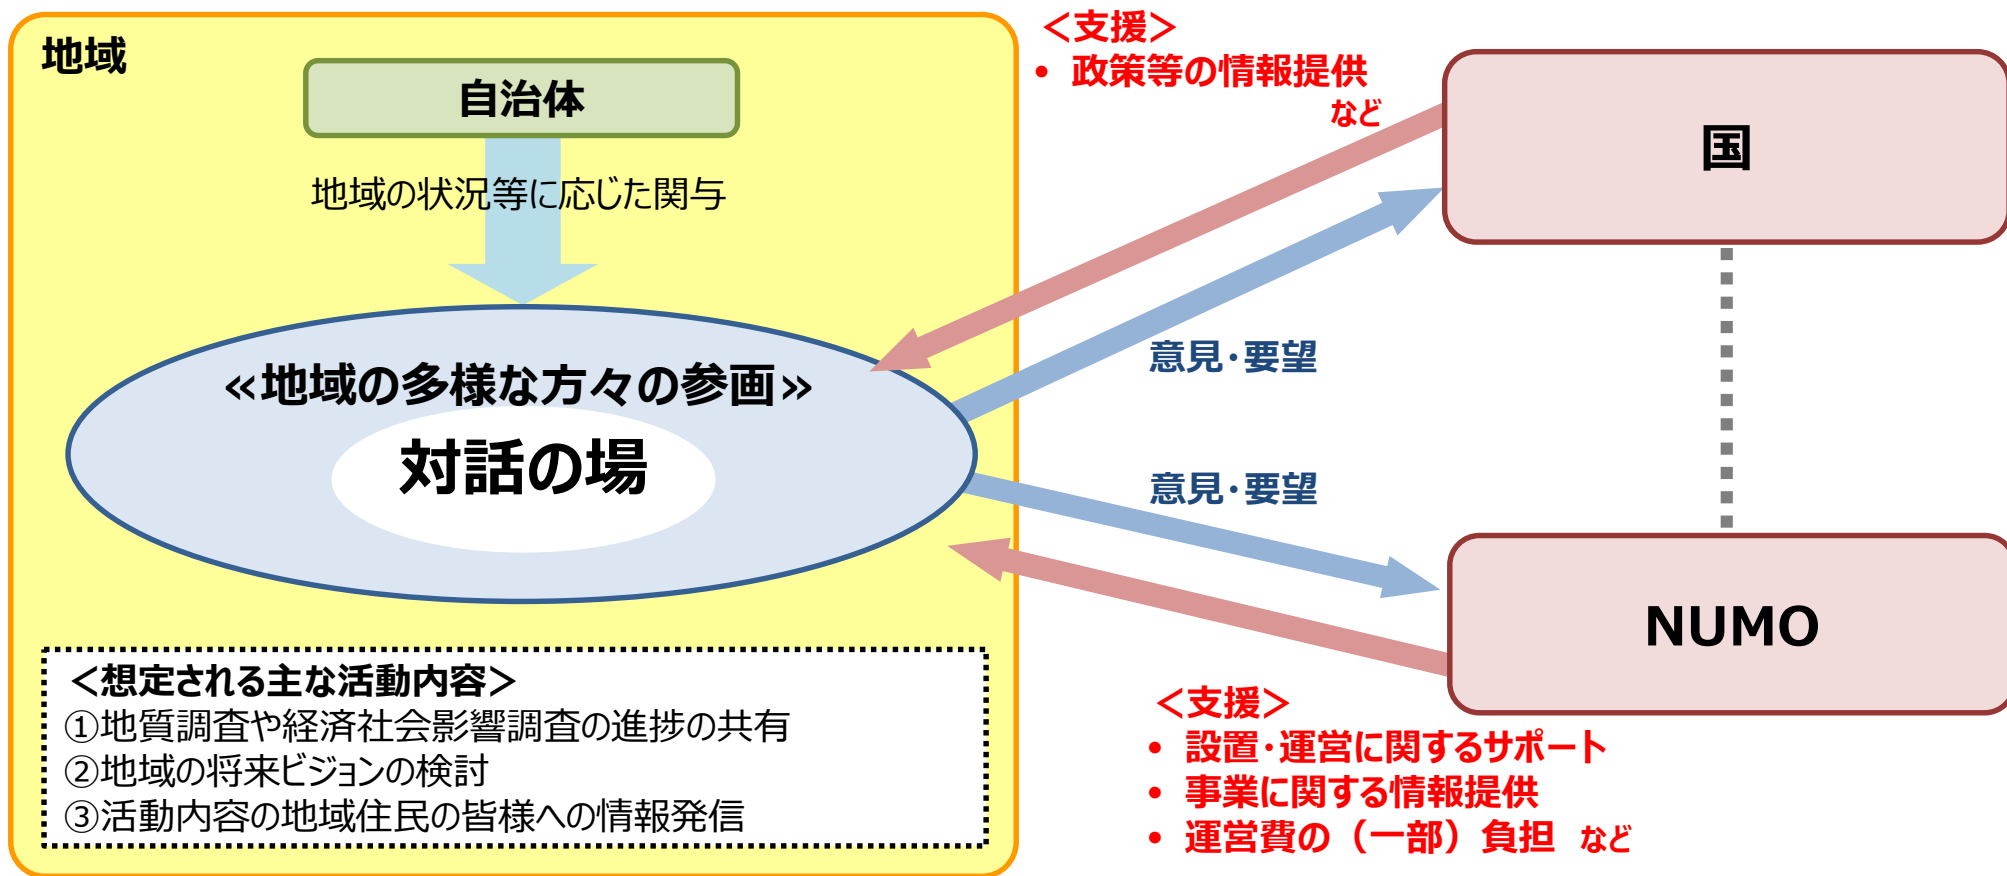 地域
自治体
地域の状況等に応じた関与
≪地域の多様な方々の参画≫
対話の場
＜想定される主な活動内容＞
①地質調査や経済社会影響調査の進捗の共有
②地域の将来ビジョンの検討
③活動内容の地域住民の皆様への情報発信
＜支援＞
• 政策等の情報提供
など
国
意見・要望
意見・要望
NUMO
＜支援＞
• 設置・運営に関するサポート
• 事業に関する情報提供
• 運営費の（一部）負担 など